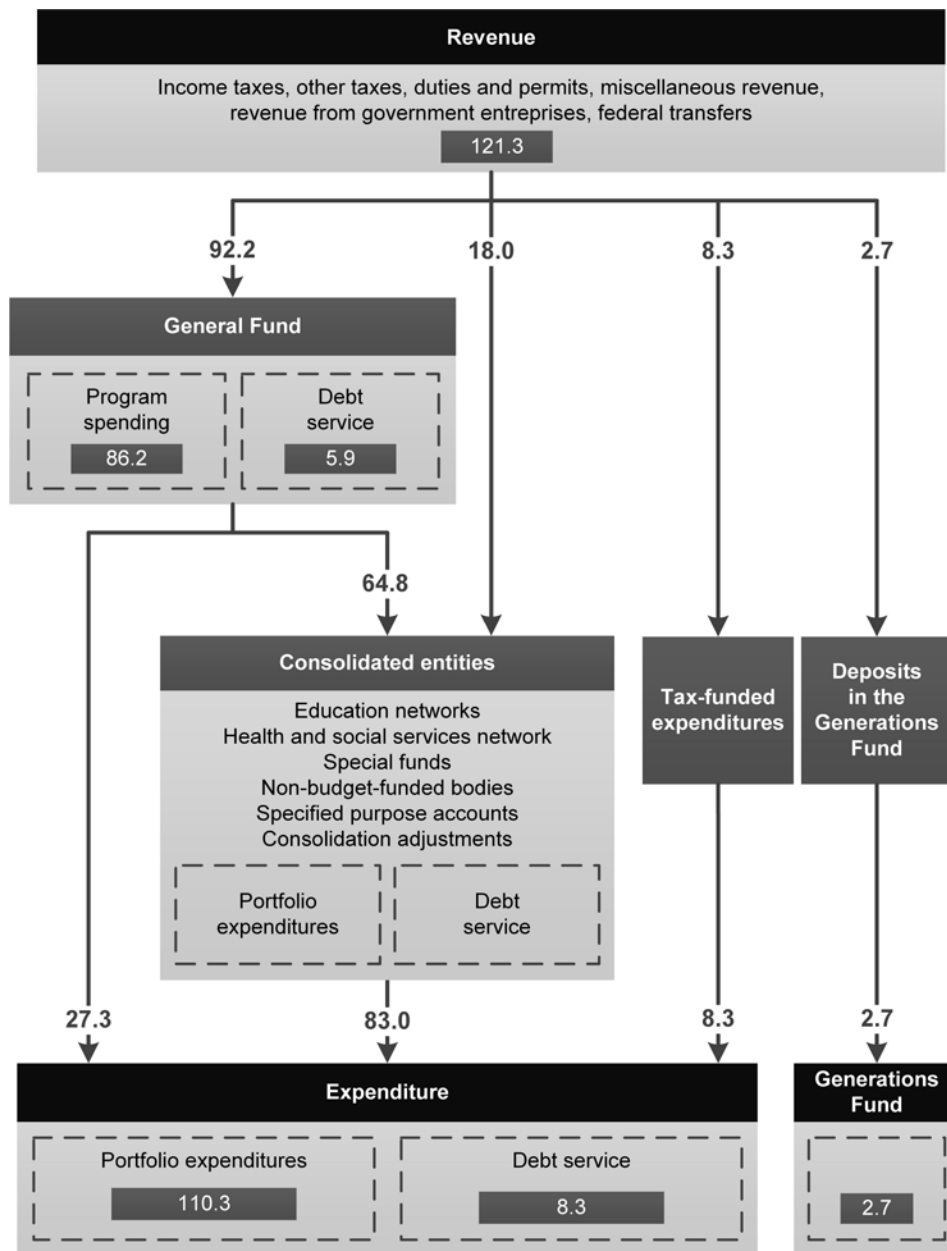 Revenue
Income taxes, other taxes, duties and permits, miscellaneous revenue,
revenue from government entreprises, federal transfers
121.3
92.2
18.0
8.3
2.7
General Fund
Program
spending
86.2
Debt
service
5.9
64.8
Consolidated entities
Education networks
Health and social services network
Special funds
Non-budget-funded bodies
Specified purpose accounts
Consolidation adjustments
Portfolio
expenditures
Debt
service
Tax-funded
expenditures
Deposits
in the
Generations
Fund
27.3
83.0
8.3
2.7
Expenditure
Portfolio expenditures
110.3
Debt service
8.3
Generations
Fund
2.7